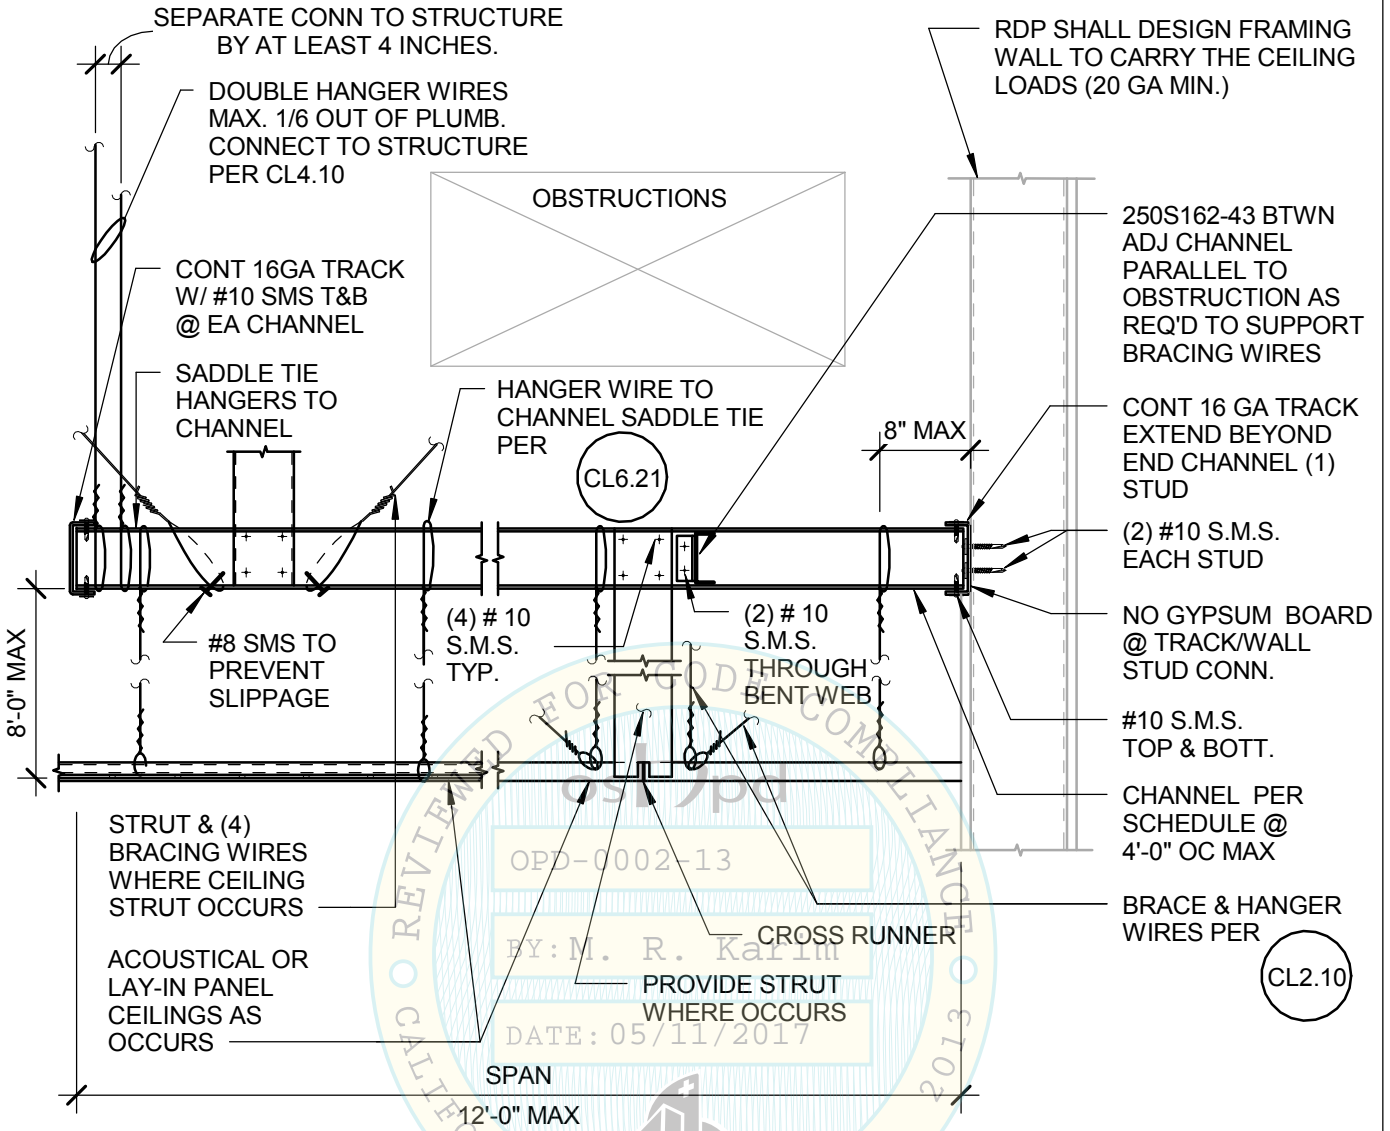 SEPARATE CONN TO STRUCTURE
BY AT LEAST 4 INCHES.
DOUBLE HANGER WIRES
MAX. 1/6 OUT OF PLUMB.
CONNECT TO STRUCTURE
PER CL4.10
RDP SHALL DESIGN FRAMING
WALL TO CARRY THE CEILING
LOADS (20 GA MIN.)
OBSTRUCTIONS
250S162-43 BTWN
ADJ CHANNEL
PARALLEL TO
OBSTRUCTION AS
REQ'D TO SUPPORT
BRACING WIRES
CONT 16GA TRACK
W/ #10 SMS T&B
@ EA CHANNEL
SADDLE TIE
HANGERS TO
CHANNEL
HANGER WIRE TO
CHANNEL SADDLE TIE
PER
CL6.21
8" MAX
CONT 16 GA TRACK
EXTEND BEYOND
END CHANNEL (1)
STUD
(2) #10 S.M.S.
EACH STUD
NO GYPSUM BOARD
@ TRACK/WALL
STUD CONN.
#10 S.M.S.
TOP & BOTT.
CHANNEL PER
SCHEDULE @
4'-0" OC MAX
BRACE & HANGER
WIRES PER
CL2.10
8'-0" MAX
#8 SMS TO
PREVENT
SLIPPAGE
(4) # 10
S.M.S.
TYP.
(2) # 10
S.M.S.
THROUGH
BENT WEB
STRUT & (4)
BRACING WIRES
WHERE CEILING
STRUT OCCURS
ACOUSTICAL OR
LAY-IN PANEL
CEILINGS AS
OCCURS
CROSS RUNNER
PROVIDE STRUT
WHERE OCCURS
SPAN
12'-0" MAX
REVIEWED FOR CODE COMPLIANCE
oshpd
OPD-0002-13
BY: M. R. Karim
DATE: 05/11/2017
2013